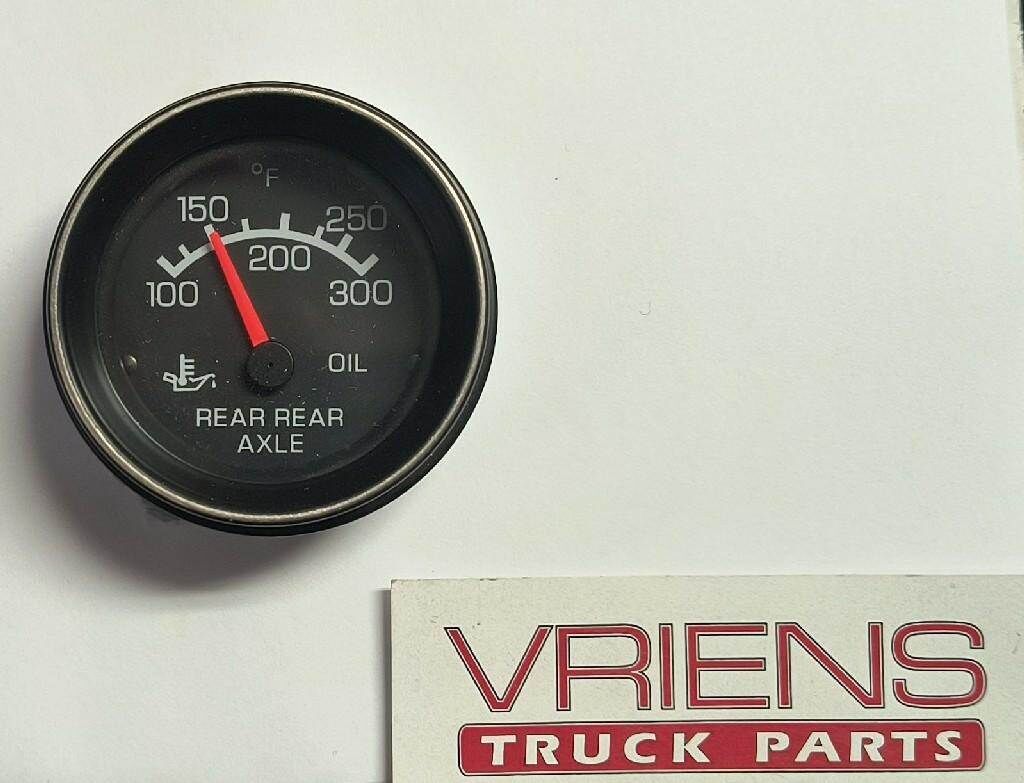 °F
150
250
200
100
300
OIL
REAR REAR
AXLE
VRIENS
TRUCK PARTS